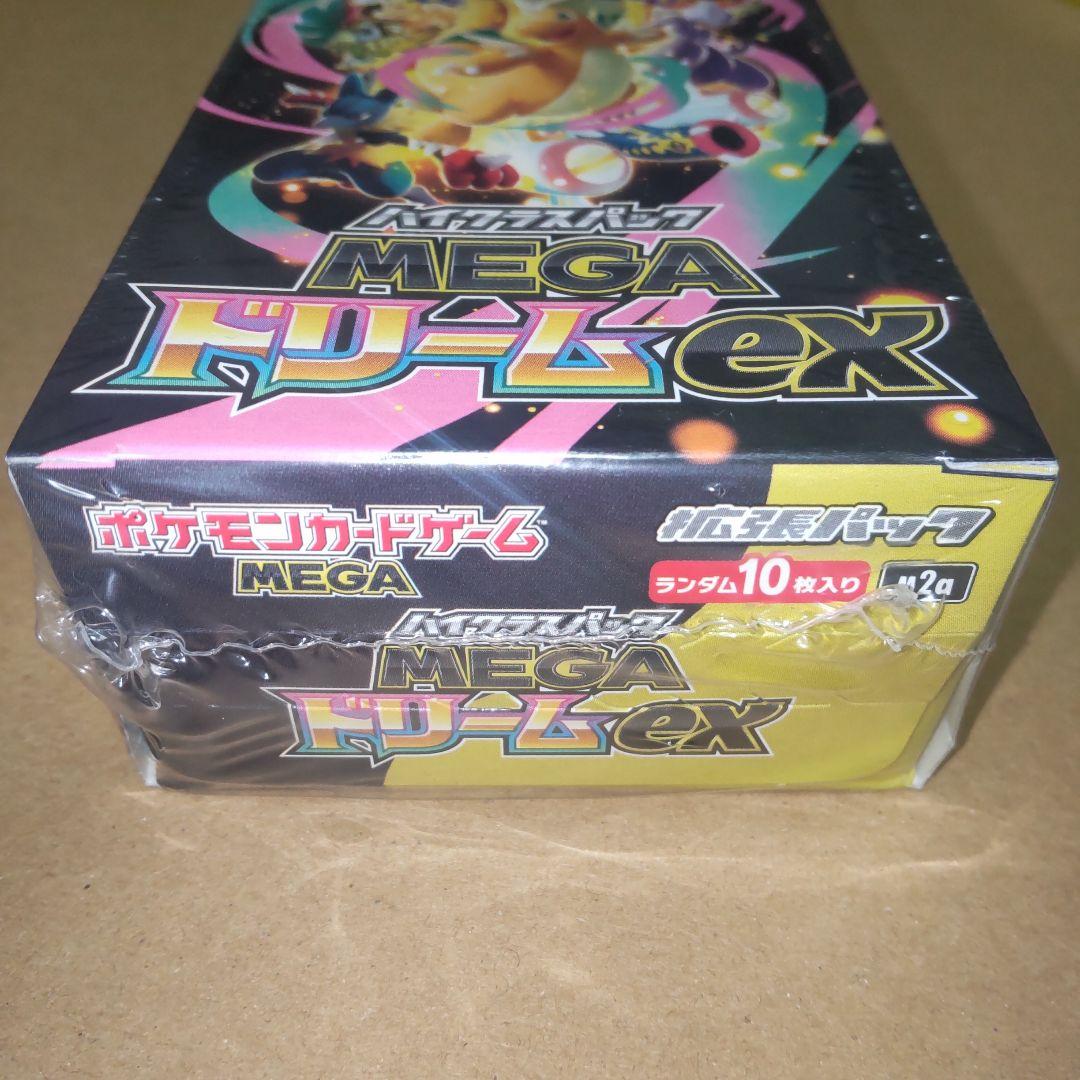 ハイクラスパック
MEGA
ドリームex
ポケモンカードゲーム™
MEGA
拡張パック
ランダム10枚入り
M2a
ハイクラスパック
MEGA
ドリームex